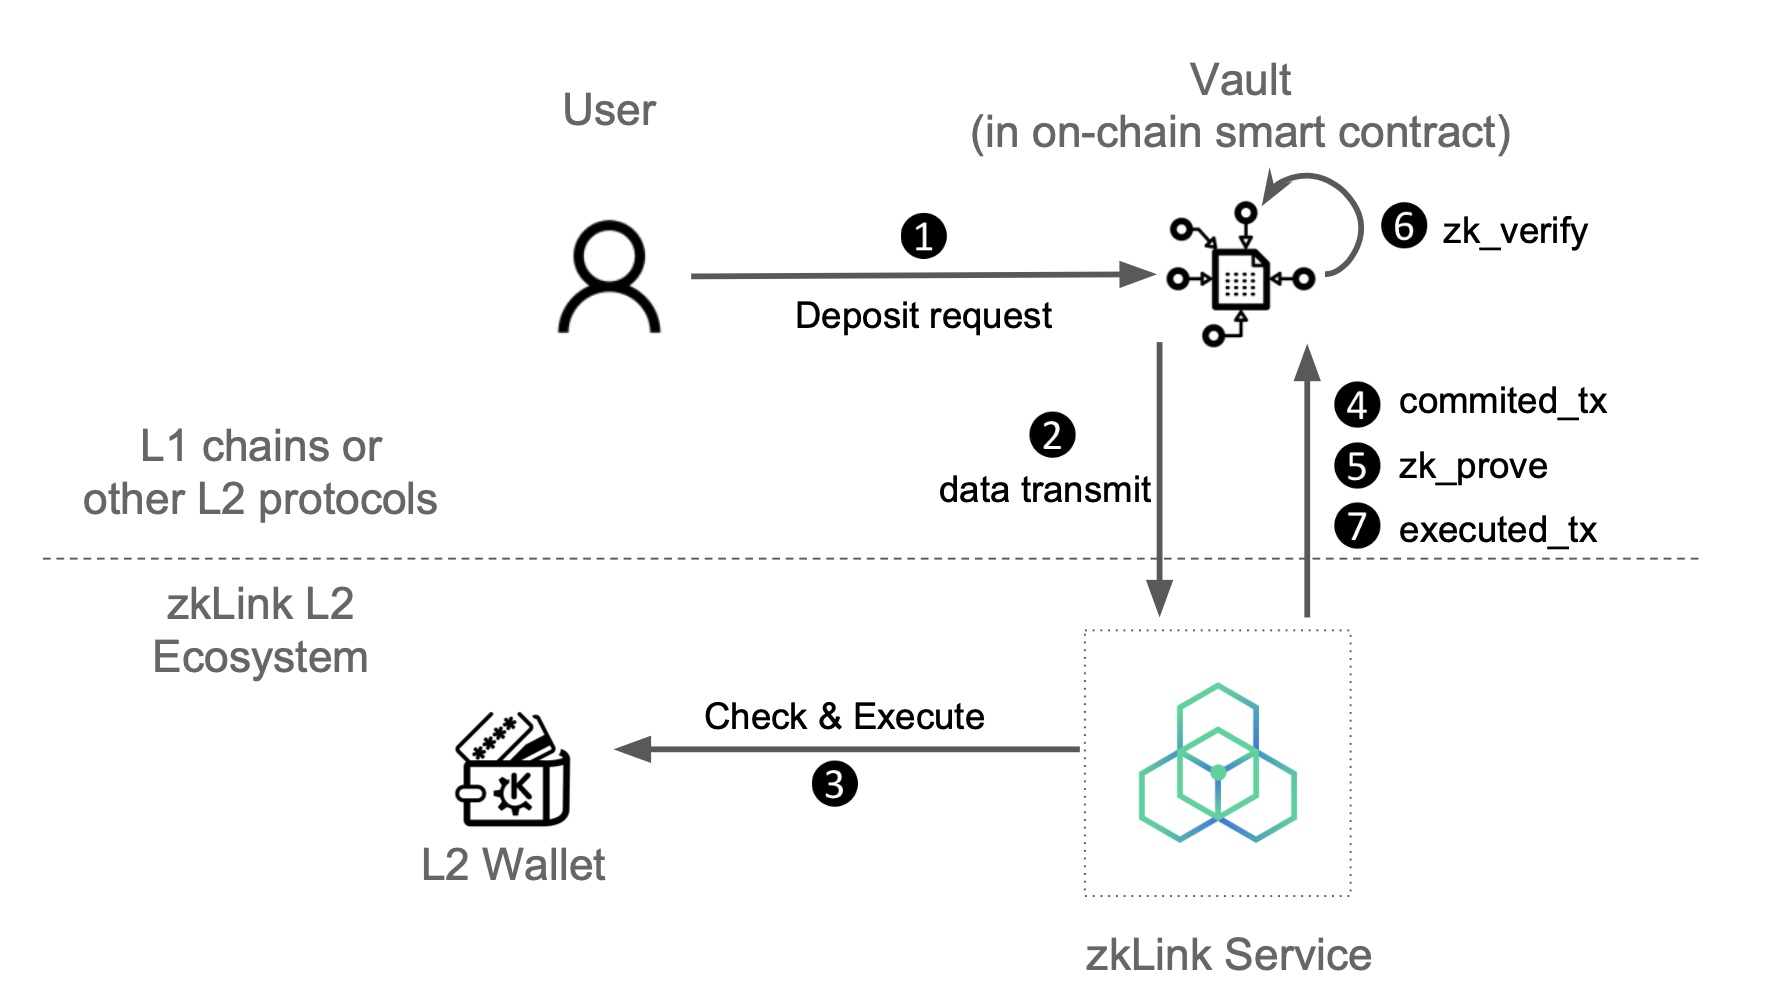 User
Vault
(in on-chain smart contract)
1
6 zk_verify
Deposit request
4 commited_tx
2
data transmit
5 zk_prove
7 executed_tx
L1 chains or
other L2 protocols
zkLink L2
Ecosystem
Check & Execute
3
****
K
L2 Wallet
zkLink Service